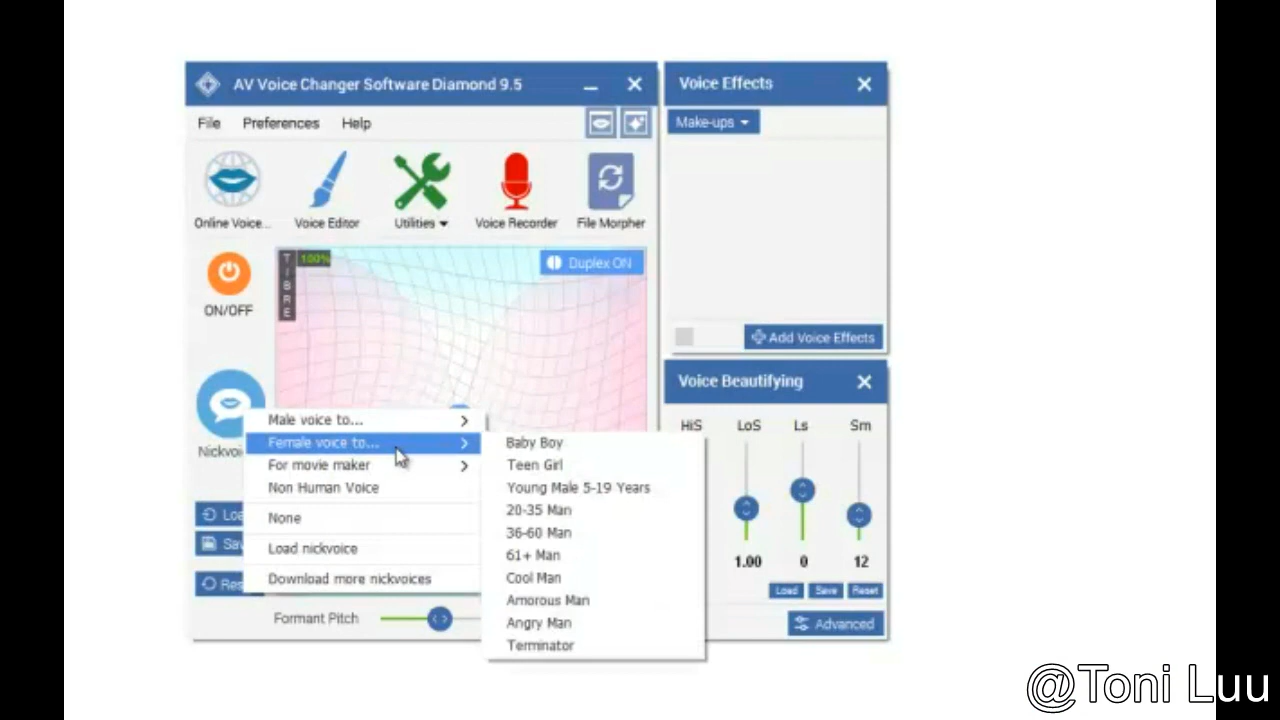 AV Voice Changer Software Diamond 9.5
File Preferences Help
Online Voice... Voice Editor Utilities Voice Recorder File Morpher
ON/OFF
TIBRE
100%
Duplex ON
Male voice to...
Female voice to...
For movie maker
Non Human Voice
None
Load nickvoice
Download more nickvoices
Formant Pitch
Baby Boy
Teen Girl
Young Male 5-19 Years
20-35 Man
36-60 Man
61+ Man
Cool Man
Amorous Man
Angry Man
Terminator
Voice Effects
Make-ups
Add Voice Effects
Voice Beautifying
HiS LoS Ls Sm
1.00 0 12
Load Save Reset
Advanced
@Toni Luu